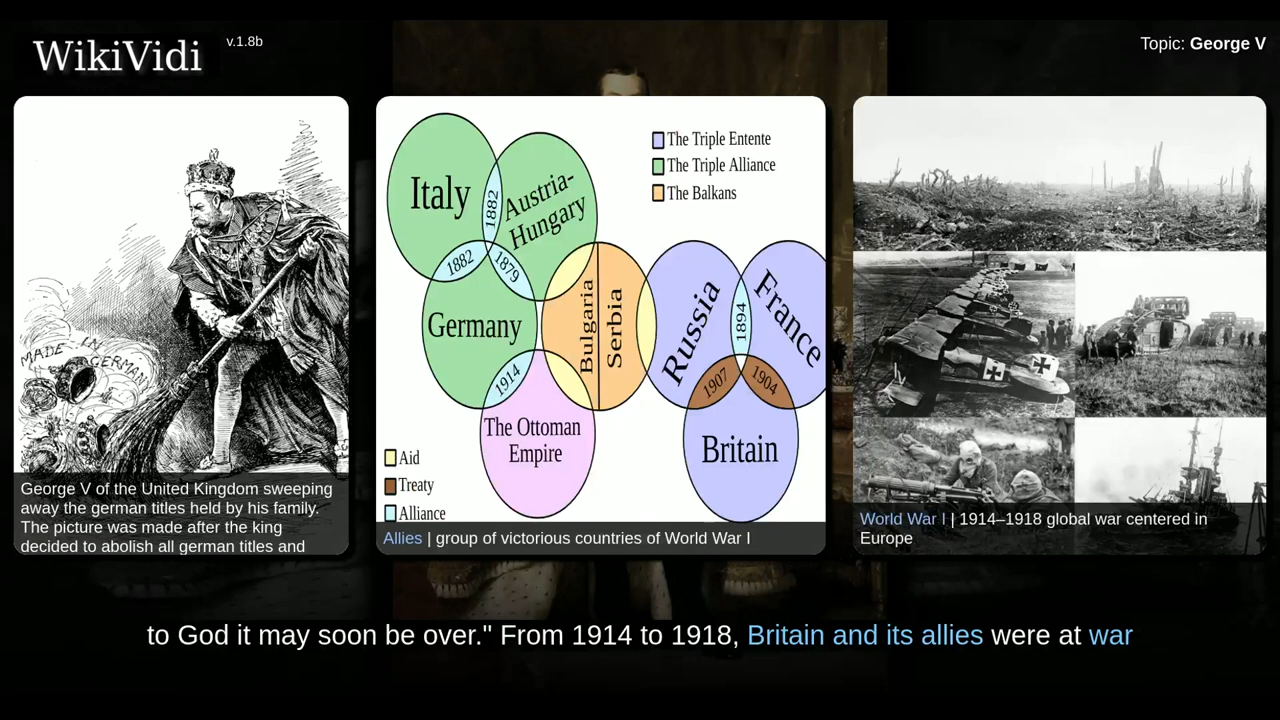 WikiVidi
v.1.8b
Topic: George V
MADE IN
GERMANY
George V of the United Kingdom sweeping
away the german titles held by his family.
The picture was made after the king
decided to abolish all german titles and
Italy
Austria-
Hungary
1882
1882
1879
Germany
Bulgaria
Serbia
1914
The Ottoman
Empire
Russia
1894
France
1907
1904
Britain
The Triple Entente
The Triple Alliance
The Balkans
Aid
Treaty
Alliance
Allies | group of victorious countries of World War I
World War I | 1914–1918 global war centered in
Europe
to God it may soon be over." From 1914 to 1918, Britain and its allies were at war